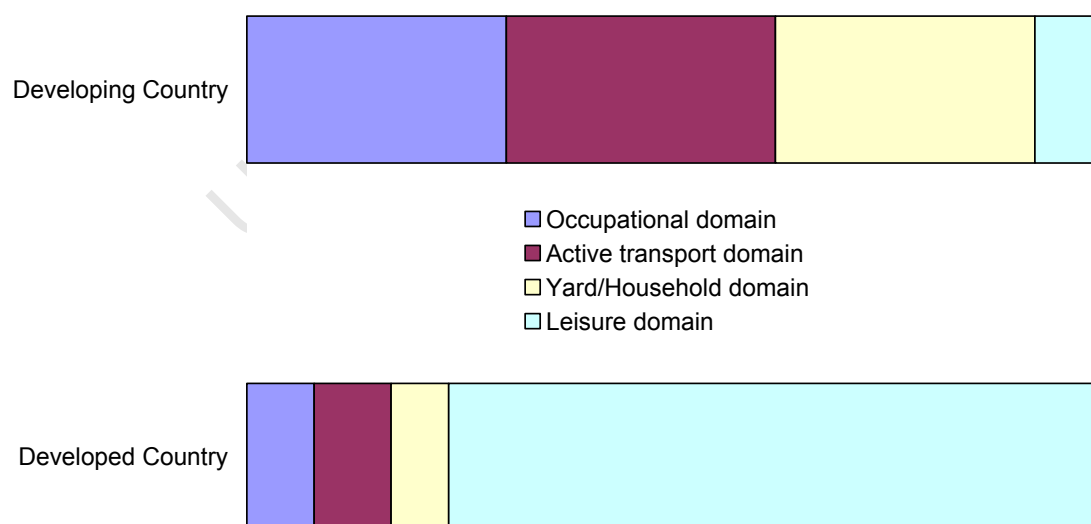 Developing Country
Occupational domain
Active transport domain
Yard/Household domain
Leisure domain
Developed Country